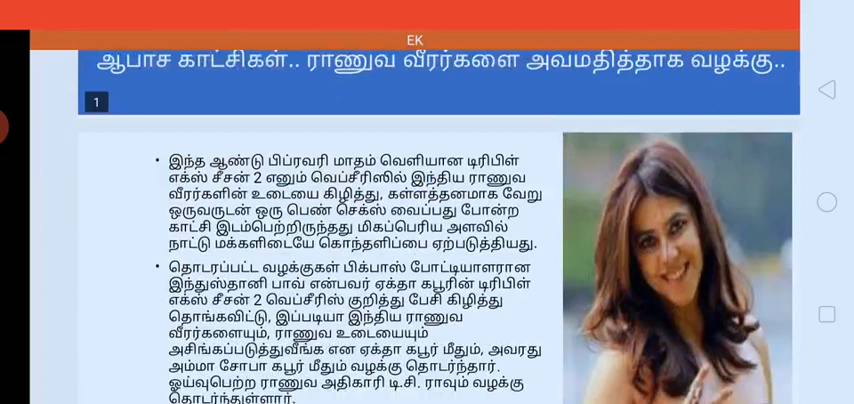 EK
ஆபாச காட்சிகள்.. ராணுவ வீரர்களை அவமதித்தாக வழக்கு..
1
• இந்த ஆண்டு பிப்ரவரி மாதம் வெளியான டிரிபிள்
எக்ஸ் சீசன் 2 எனும் வெப்சீரிஸில் இந்திய ராணுவ
வீரர்களின் உடையை கிழித்து, கள்ளத்தனமாக வேறு
ஒருவருடன் ஒரு பெண் செக்ஸ் வைப்பது போன்ற
காட்சி இடம்பெற்றிருந்தது மிகப்பெரிய அளவில்
நாட்டு மக்களிடையே கொந்தளிப்பை ஏற்படுத்தியது.
• தொடரப்பட்ட வழக்குகள் பிக்பாஸ் போட்டியாளரான
இந்துஸ்தானி பாவ் என்பவர் ஏக்தா கபூரின் டிரிபிள்
எக்ஸ் சீசன் 2 வெப்சீரிஸ் குறித்து பேசி கிழித்து
தொங்கவிட்டு, இப்படியா இந்திய ராணுவ
வீரர்களையும், ராணுவ உடையையும்
அசிங்கப்படுத்துவீங்க என ஏக்தா கபூர் மீதும், அவரது
அம்மா சோபா கபூர் மீதும் வழக்கு தொடர்ந்தார்.
ஓய்வுபெற்ற ராணுவ அதிகாரி டி.சி. ராவும் வழக்கு
தொடர்ந்துள்ளார்.